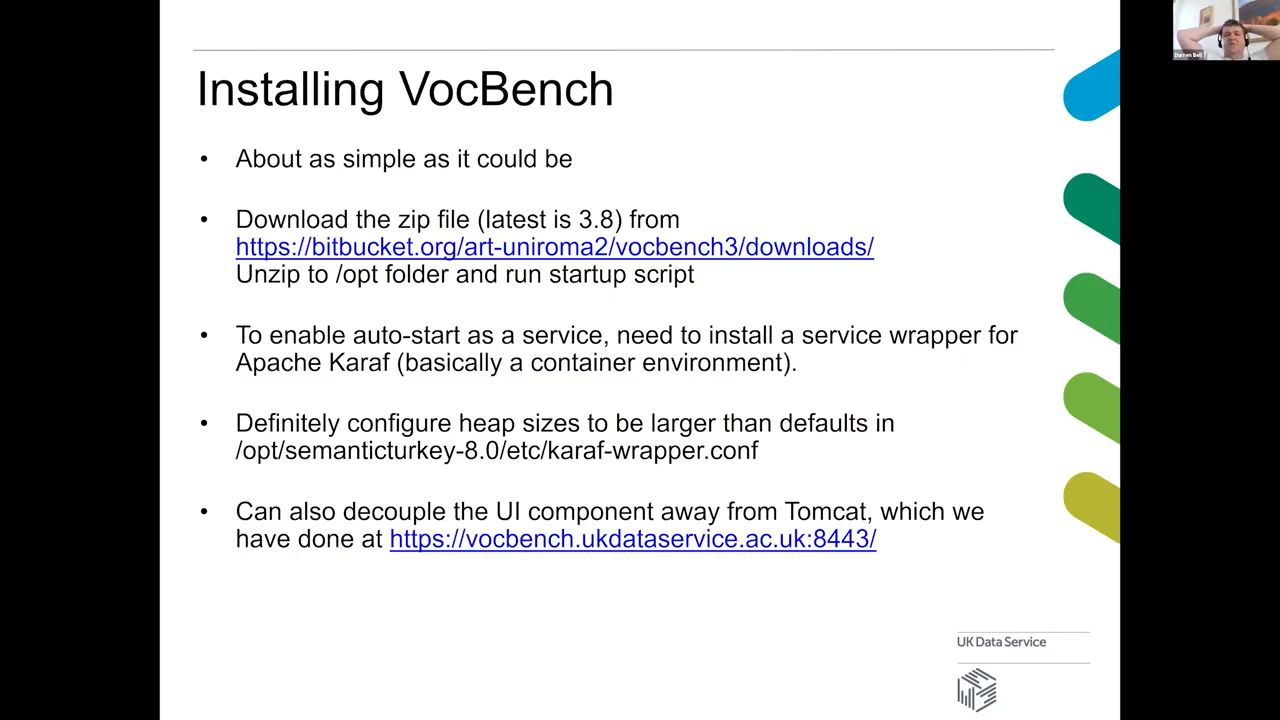 Darren Bell
Installing VocBench
• About as simple as it could be
• Download the zip file (latest is 3.8) from
https://bitbucket.org/art-uniroma2/vocbench3/downloads/
Unzip to /opt folder and run startup script
• To enable auto-start as a service, need to install a service wrapper for
Apache Karaf (basically a container environment).
• Definitely configure heap sizes to be larger than defaults in
/opt/semanticturkey-8.0/etc/karaf-wrapper.conf
• Can also decouple the UI component away from Tomcat, which we
have done at https://vocbench.ukdataservice.ac.uk:8443/
UK Data Service